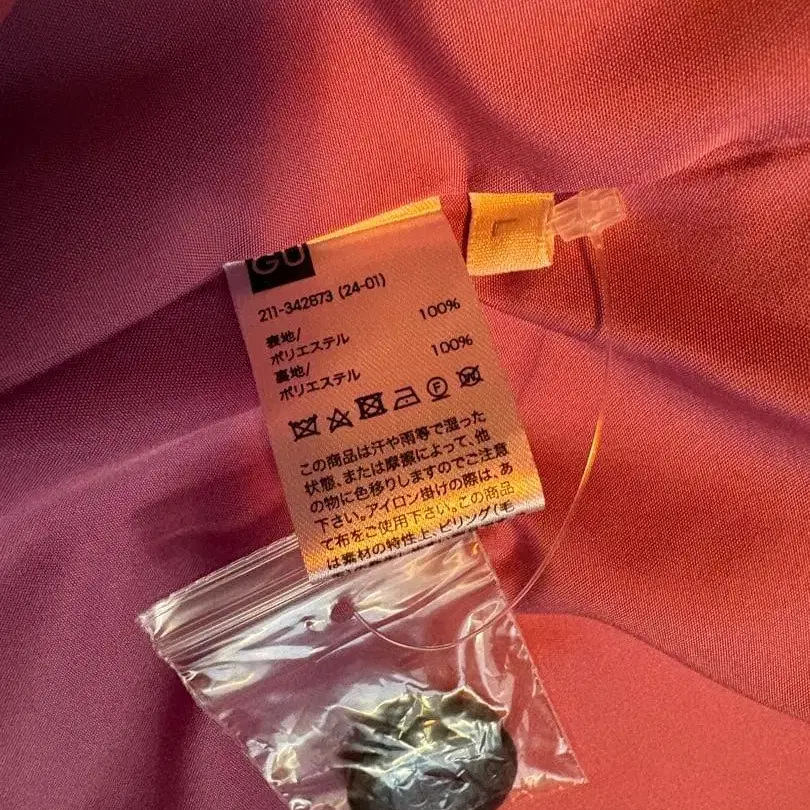 GU
L
211-342873 (24-01)
表地/
ポリエステル 100%
裏地/
ポリエステル 100%
F
W
この商品は汗や雨等で湿った
状態、または摩擦によって、他
の物に色移りしますのでご注意
下さい。アイロン掛けの際は、あ
て布をご使用下さい。この商品
は素材の特性上、ピリング(毛